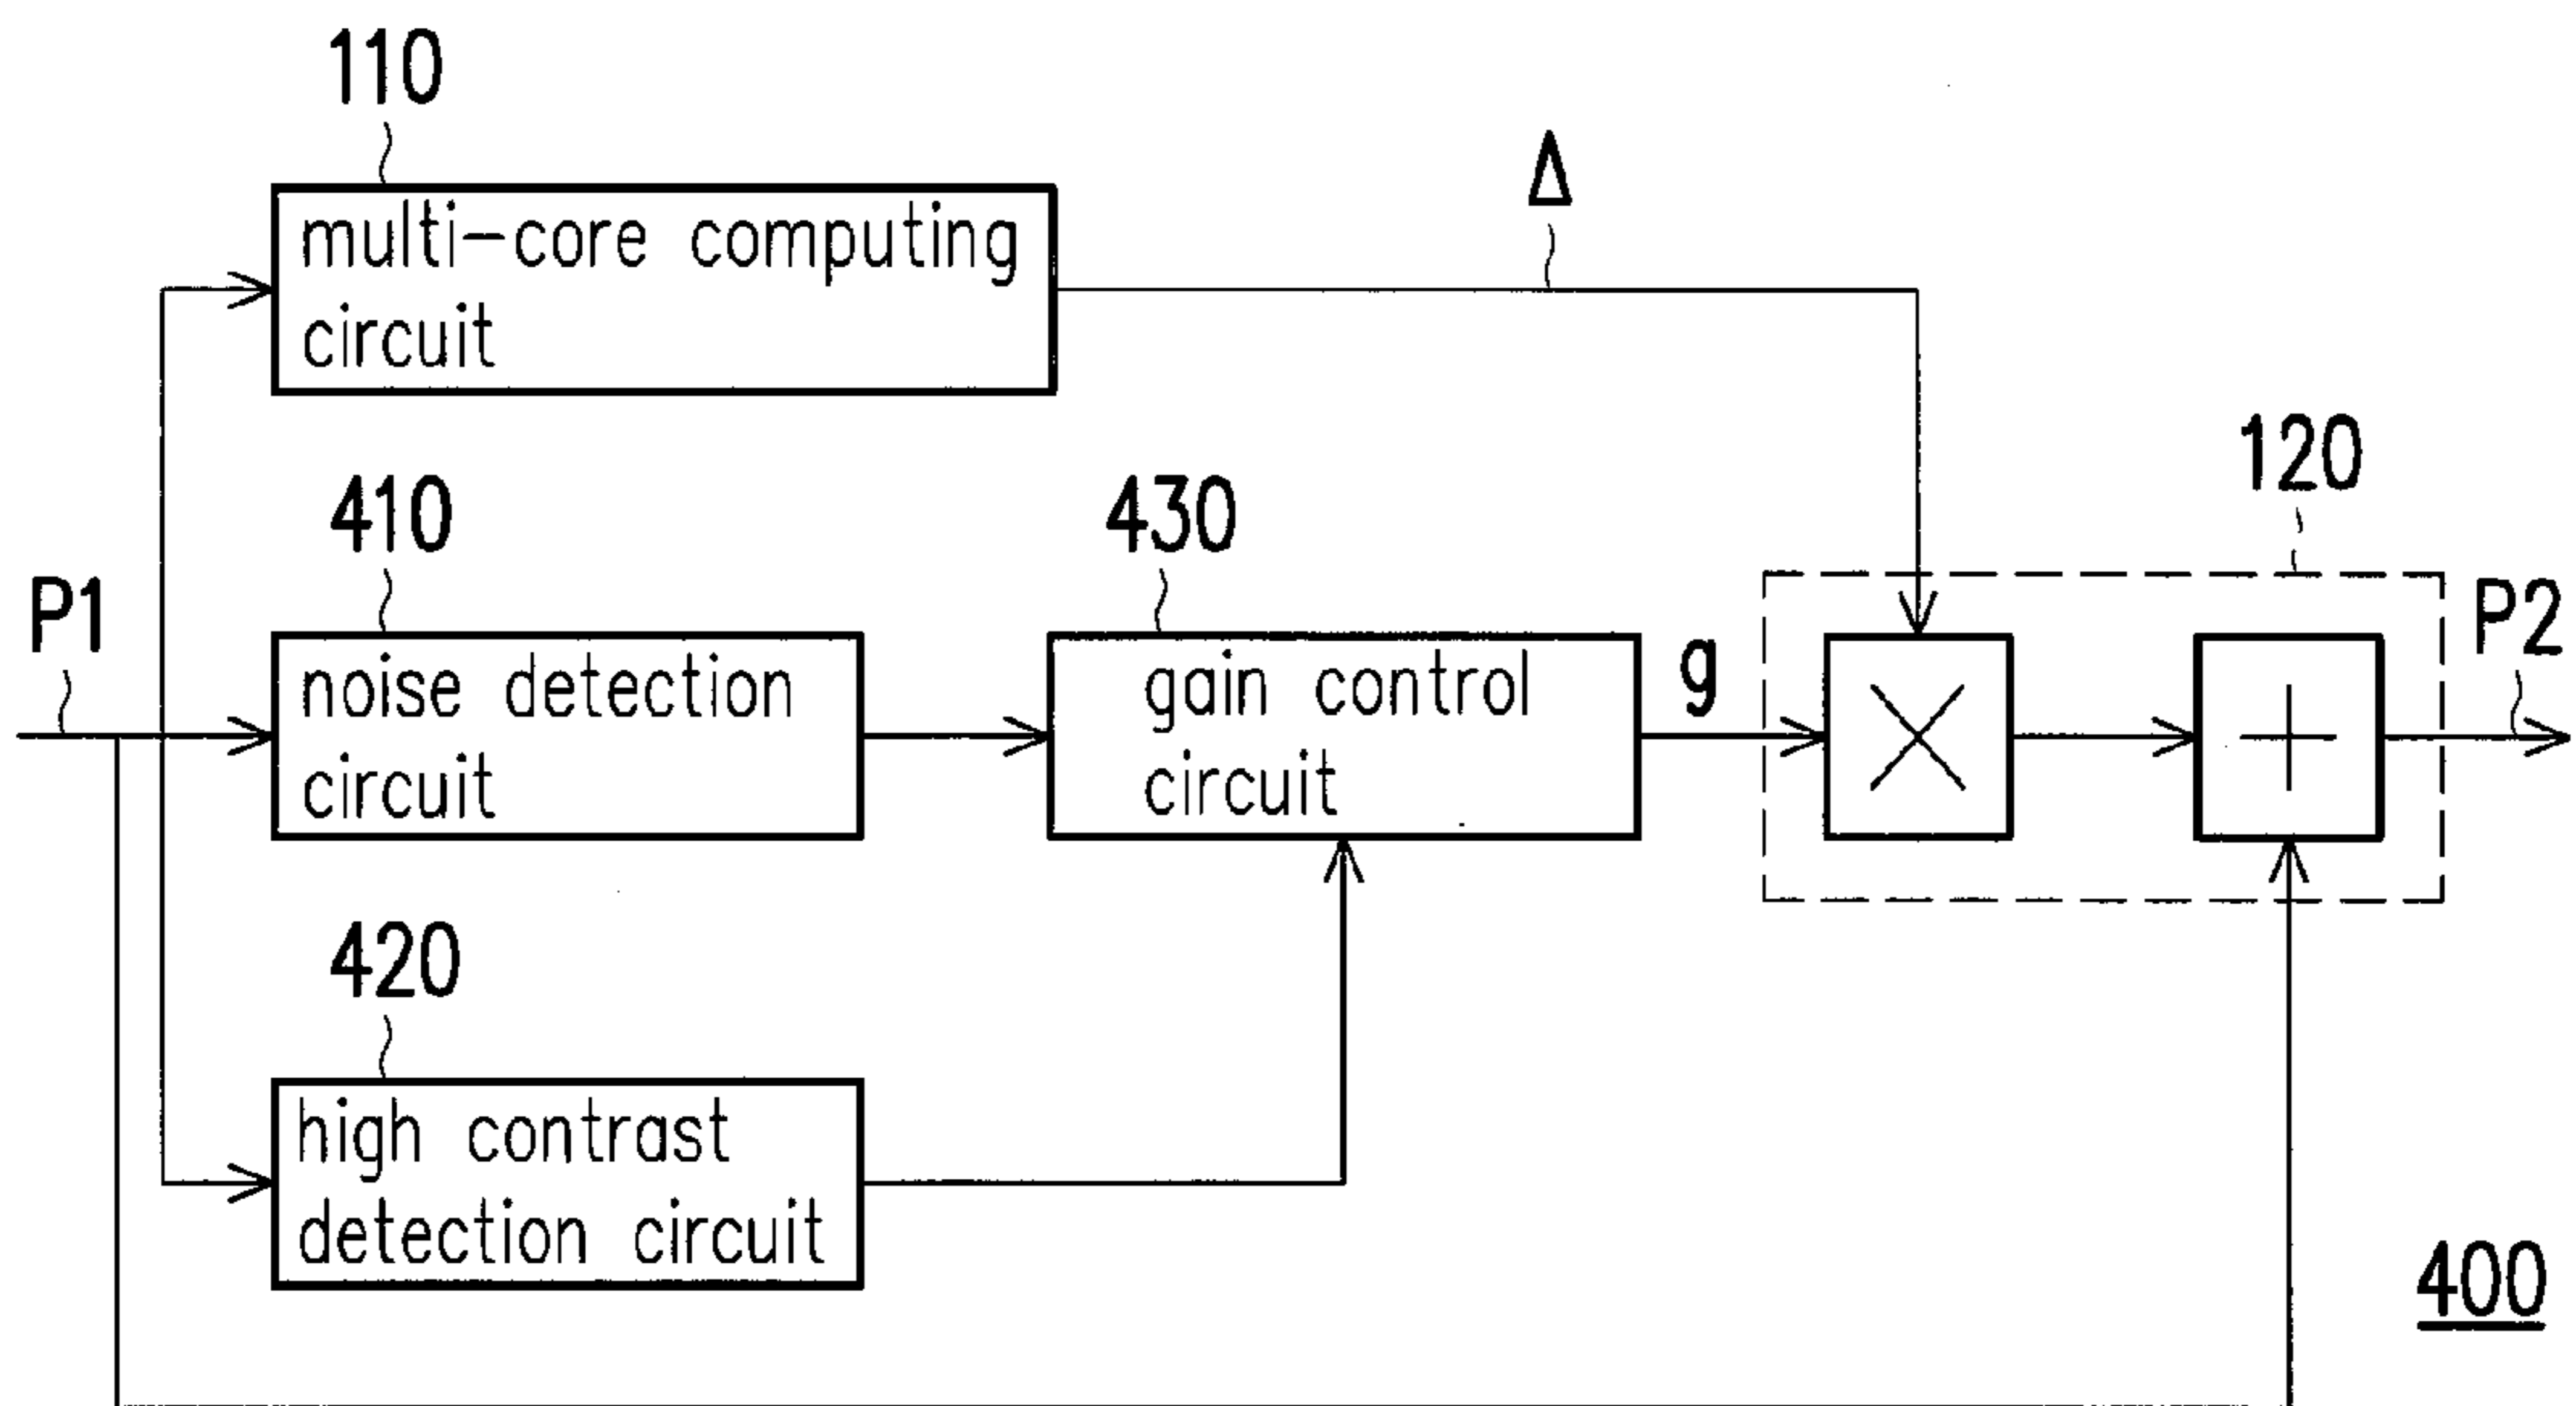 110
multi-core computing
circuit
Δ
410
430
120
P1
noise detection
circuit
gain control
circuit
g
×
+
P2
420
high contrast
detection circuit
400